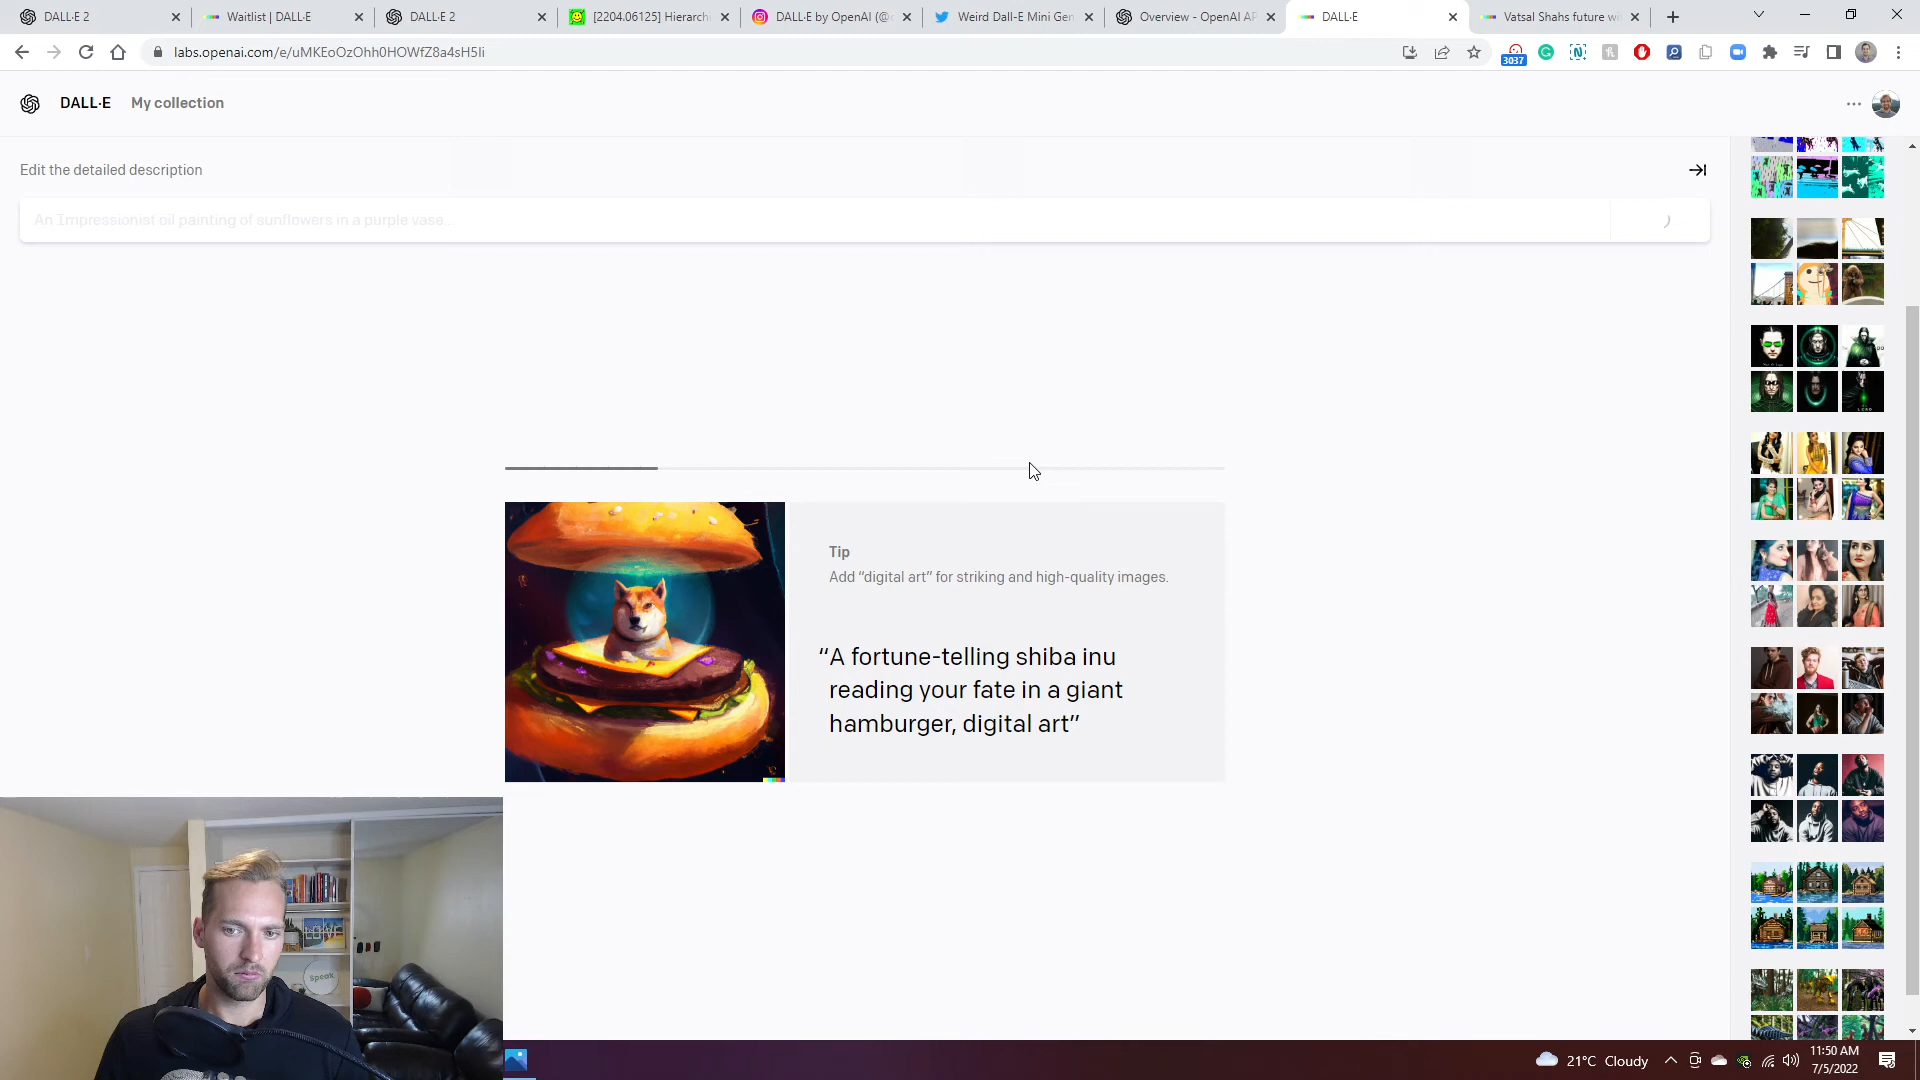 DALL·E 2
Waitlist | DALL·E
DALL·E 2
[2204.06125] Hierarch
DALL·E by OpenAI (@
Weird Dall-E Mini Gen
Overview - OpenAI AP
DALL·E
Vatsal Shahs future wi
labs.openai.com/e/uMKEoOzOhh0HOWfZ8a4sH5Ii
3037
DALL·E
My collection
Edit the detailed description
An Impressionist oil painting of sunflowers in a purple vase...
Tip
Add “digital art” for striking and high-quality images.
“A fortune-telling shiba inu
reading your fate in a giant
hamburger, digital art”
Speak
21°C Cloudy
11:50 AM
7/5/2022